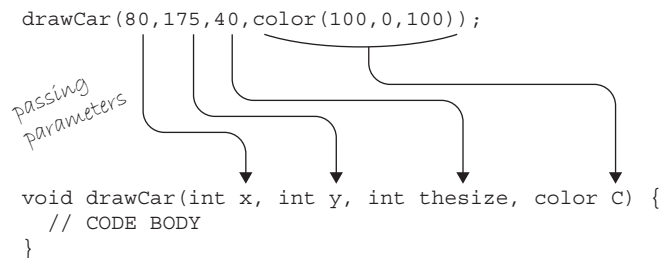 drawCar(80,175,40,color(100,0,100));
passing
parameters
void drawCar(int x, int y, int thesize, color C) {
  // CODE BODY
}